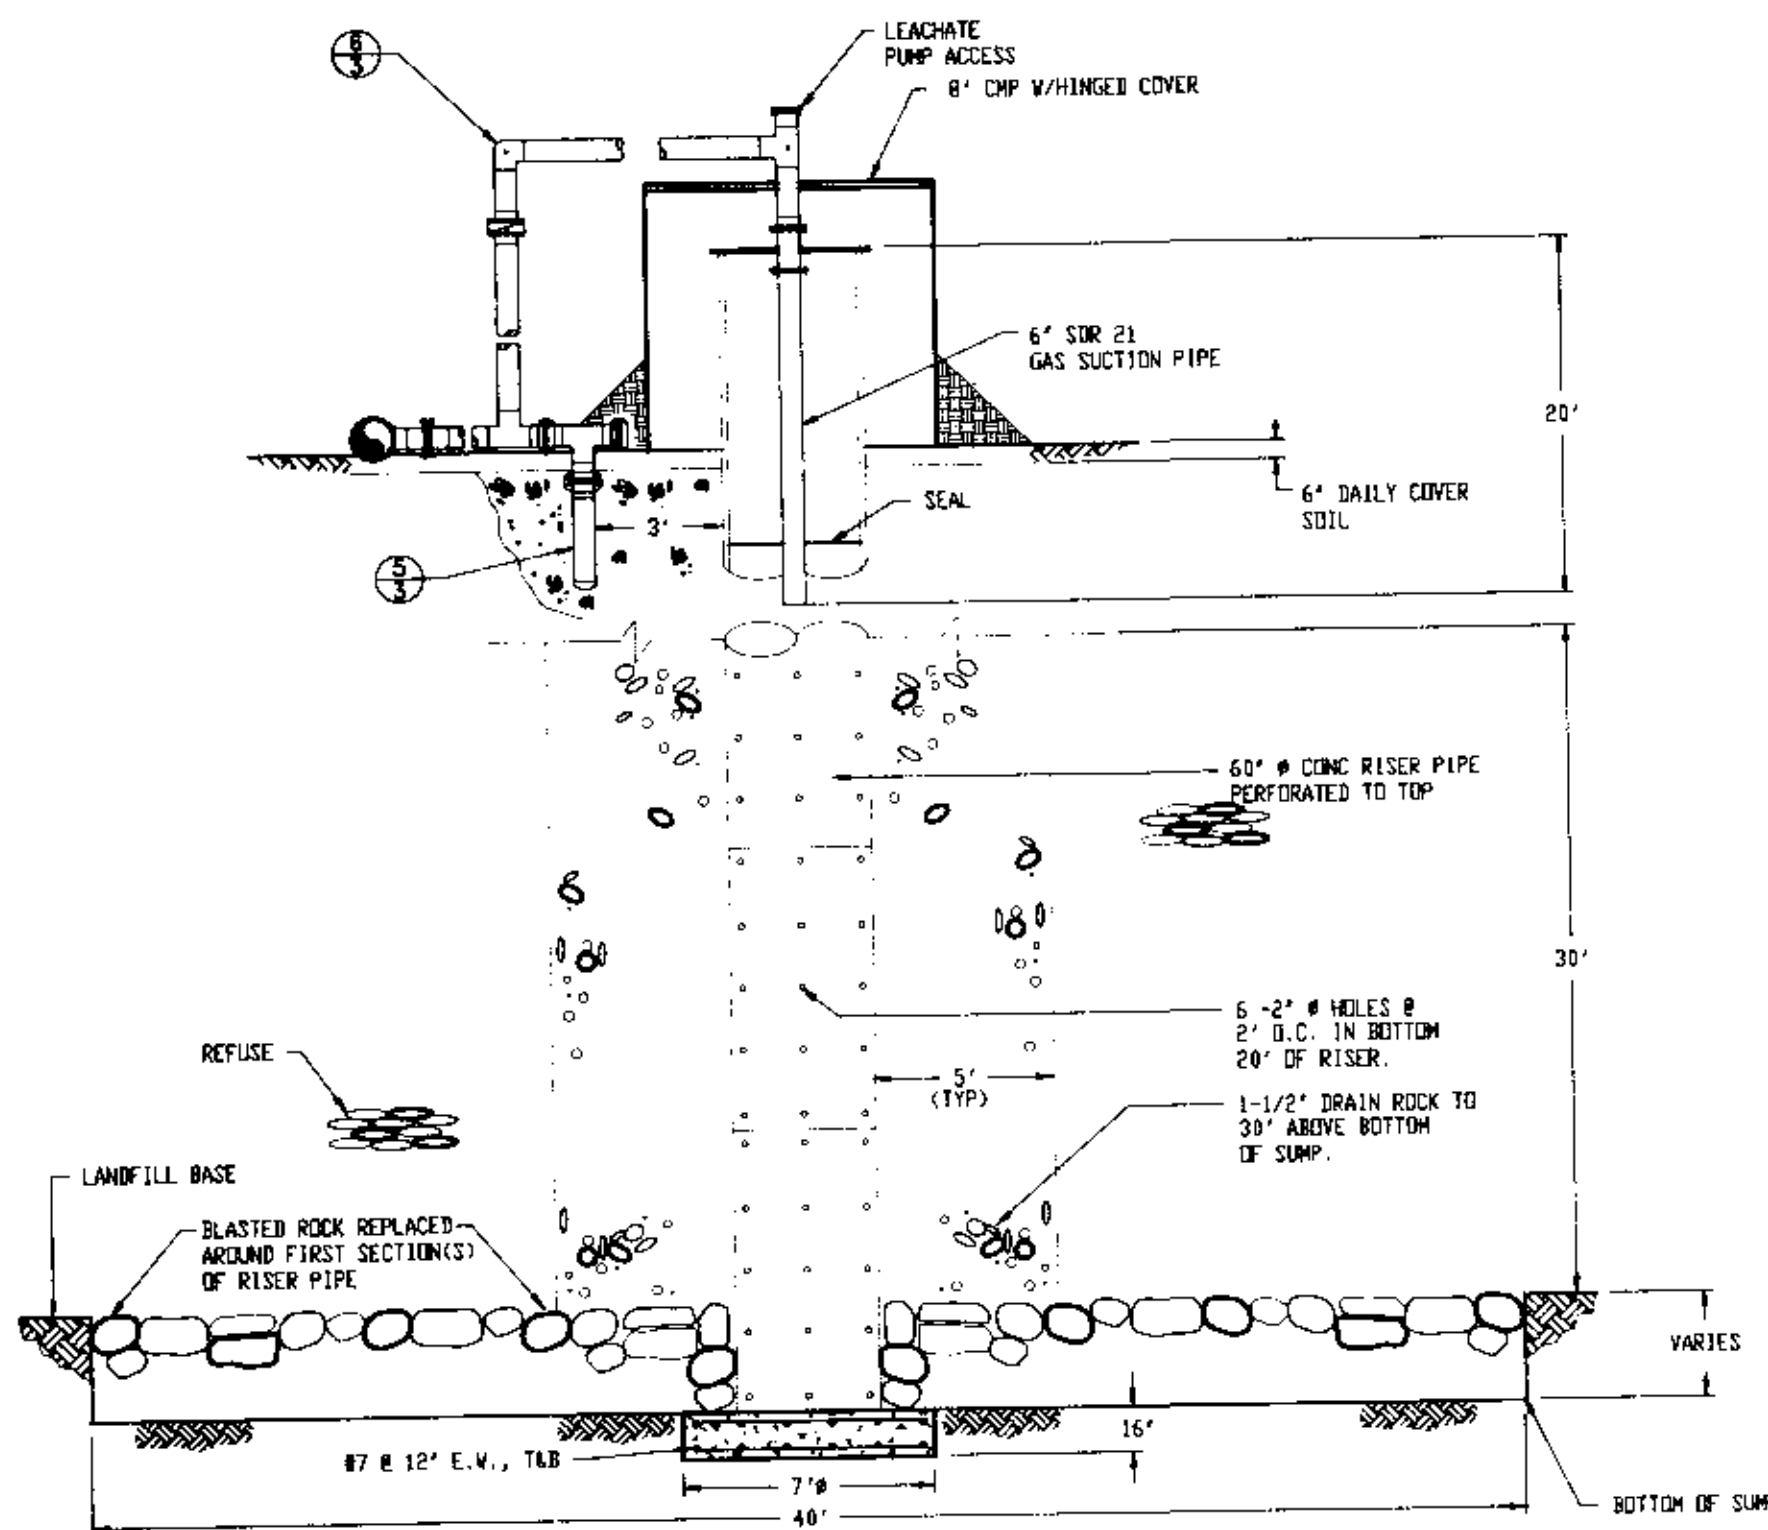 6
3
LEACHATE
PUMP ACCESS
8' CMP W/HINGED COVER
6" SDR 21
GAS SUCTION PIPE
20'
SEAL
6" DAILY COVER
SOIL
3'
5
3
60" Ø CONC RISER PIPE
PERFORATED TO TOP
30'
6 -2" Ø HOLES @
2' O.C. IN BOTTOM
20' OF RISER.
REFUSE
5'
(TYP)
1-1/2" DRAIN ROCK TO
30' ABOVE BOTTOM
OF SUMP.
LANDFILL BASE
BLASTED ROCK REPLACED
AROUND FIRST SECTION(S)
OF RISER PIPE
VARIES
16"
#7 @ 12" E.W., T&B
7'Ø
40'
BOTTOM OF SUM